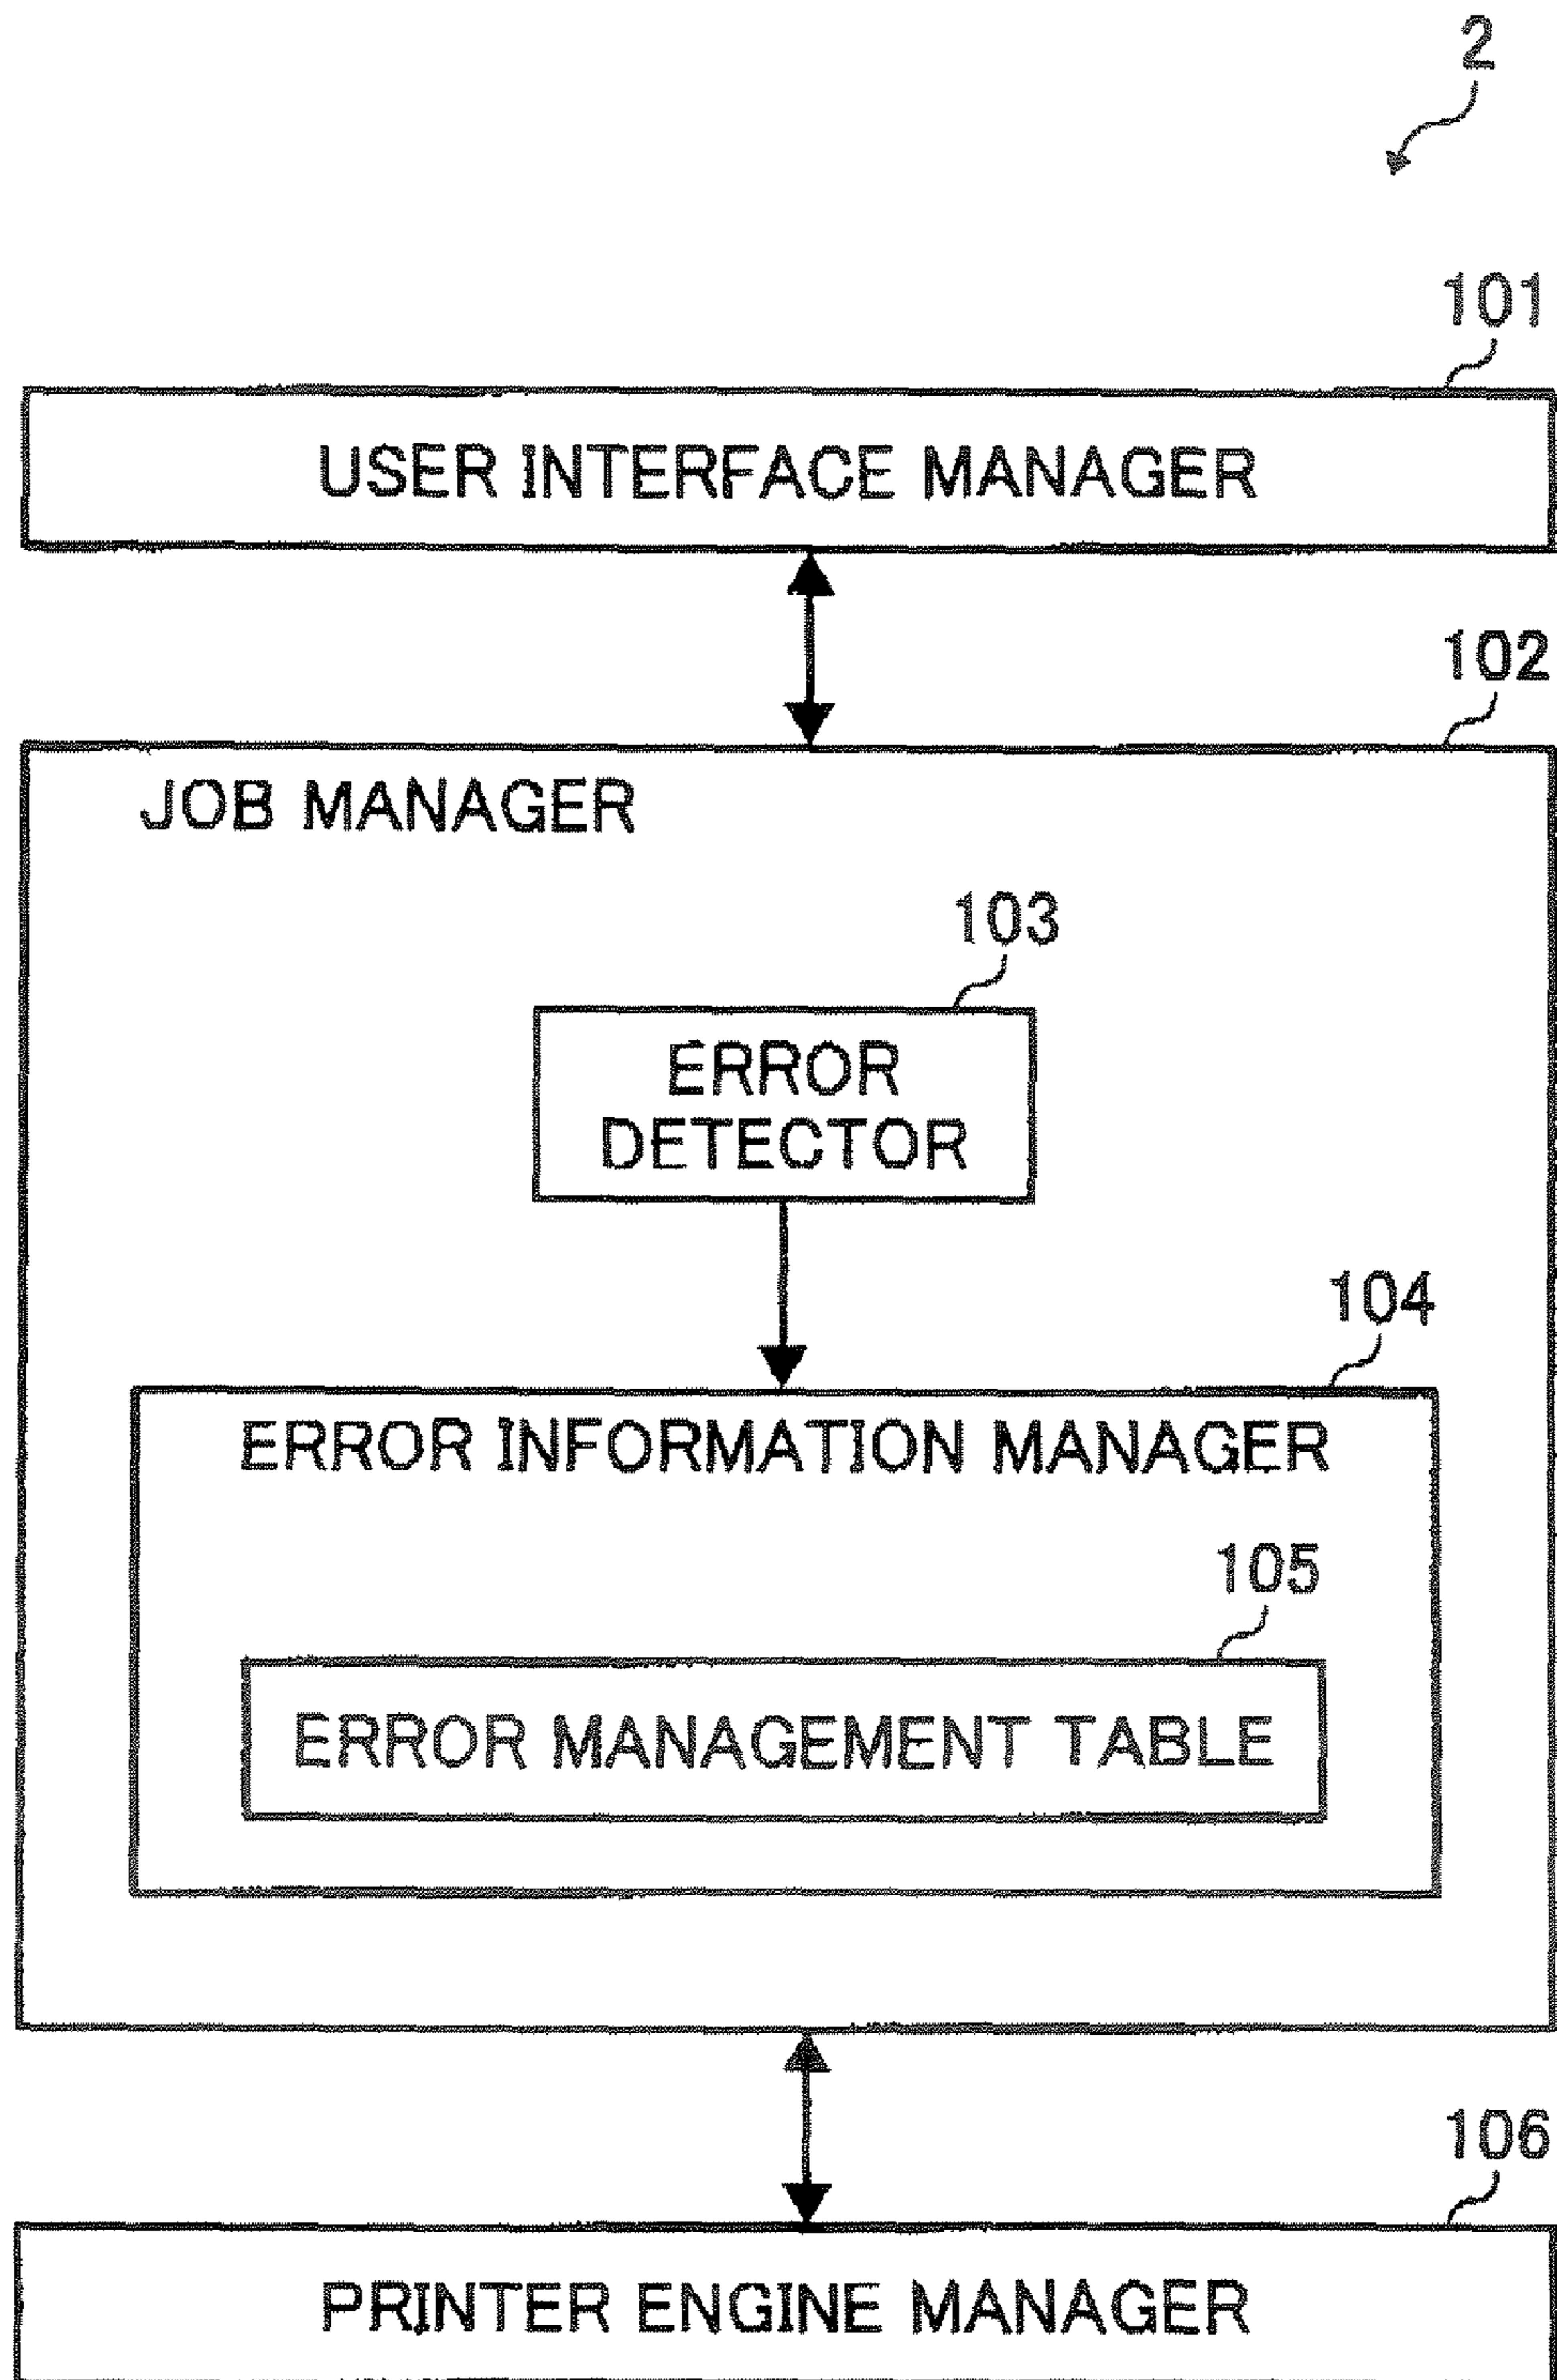 2
101
USER INTERFACE MANAGER
102
JOB MANAGER
103
ERROR
DETECTOR
104
ERROR INFORMATION MANAGER
105
ERROR MANAGEMENT TABLE
106
PRINTER ENGINE MANAGER